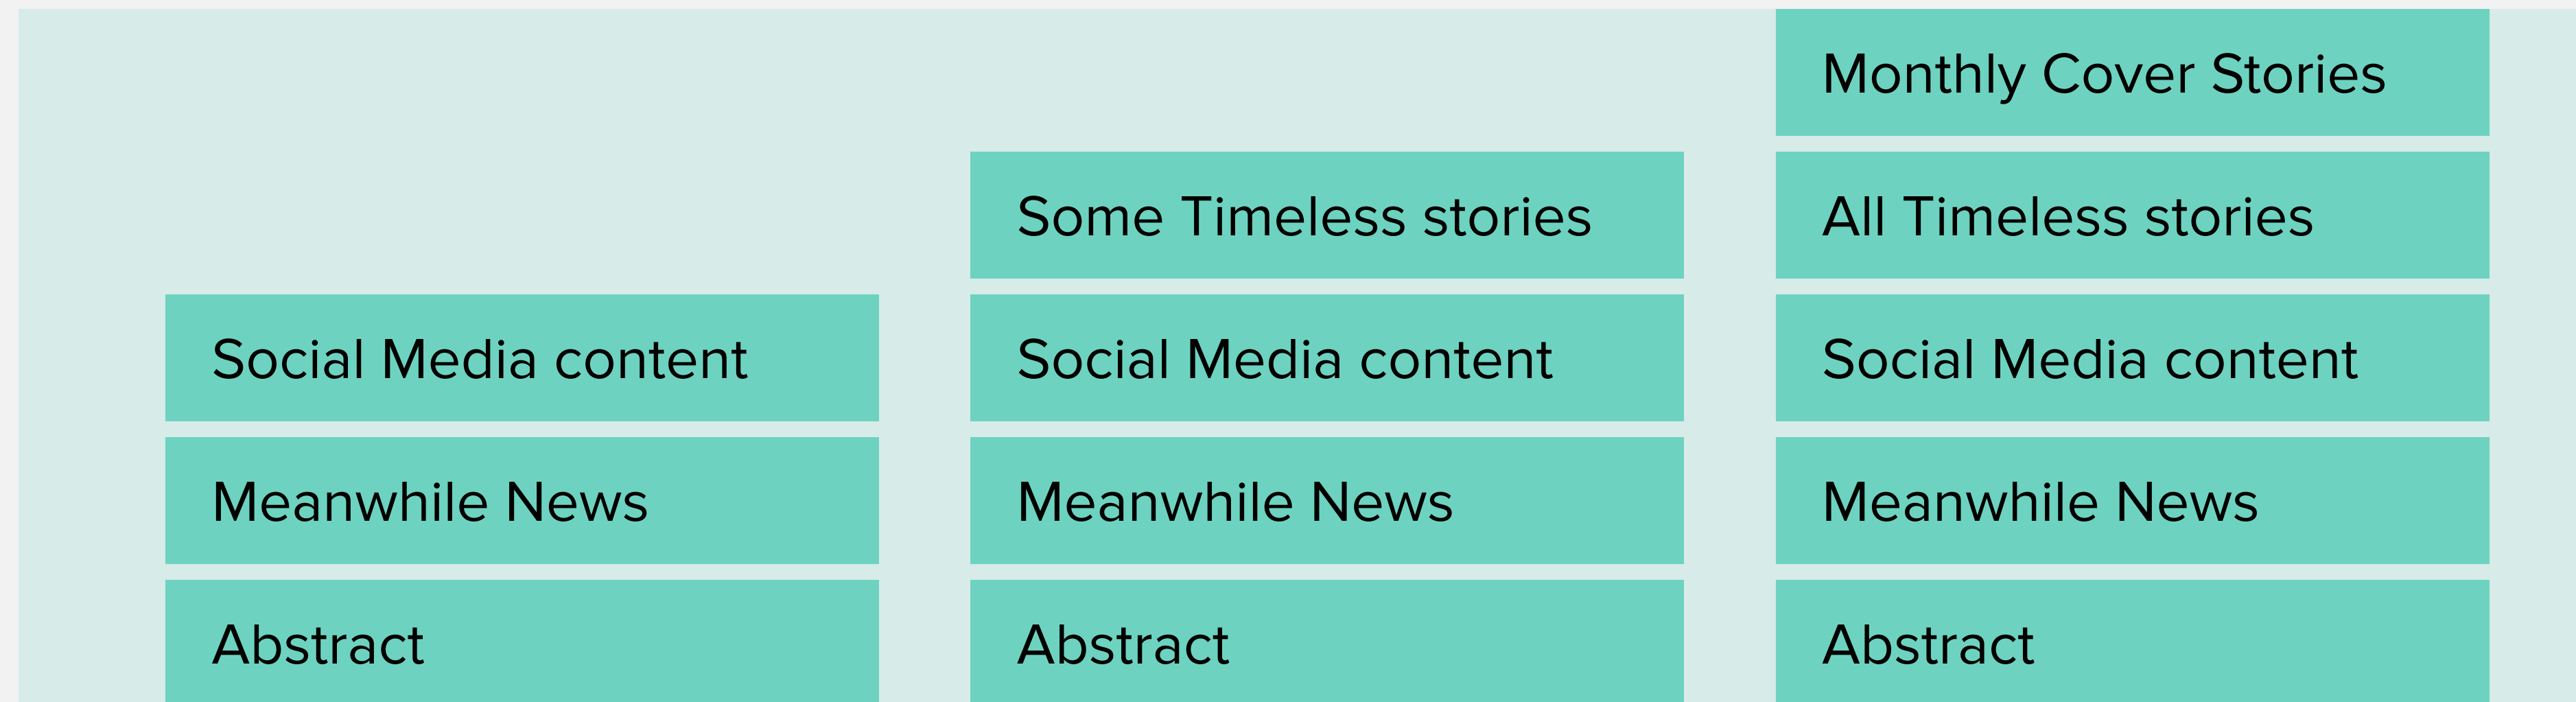 Monthly Cover Stories
Some Timeless stories
All Timeless stories
Social Media content
Social Media content
Social Media content
Meanwhile News
Meanwhile News
Meanwhile News
Abstract
Abstract
Abstract